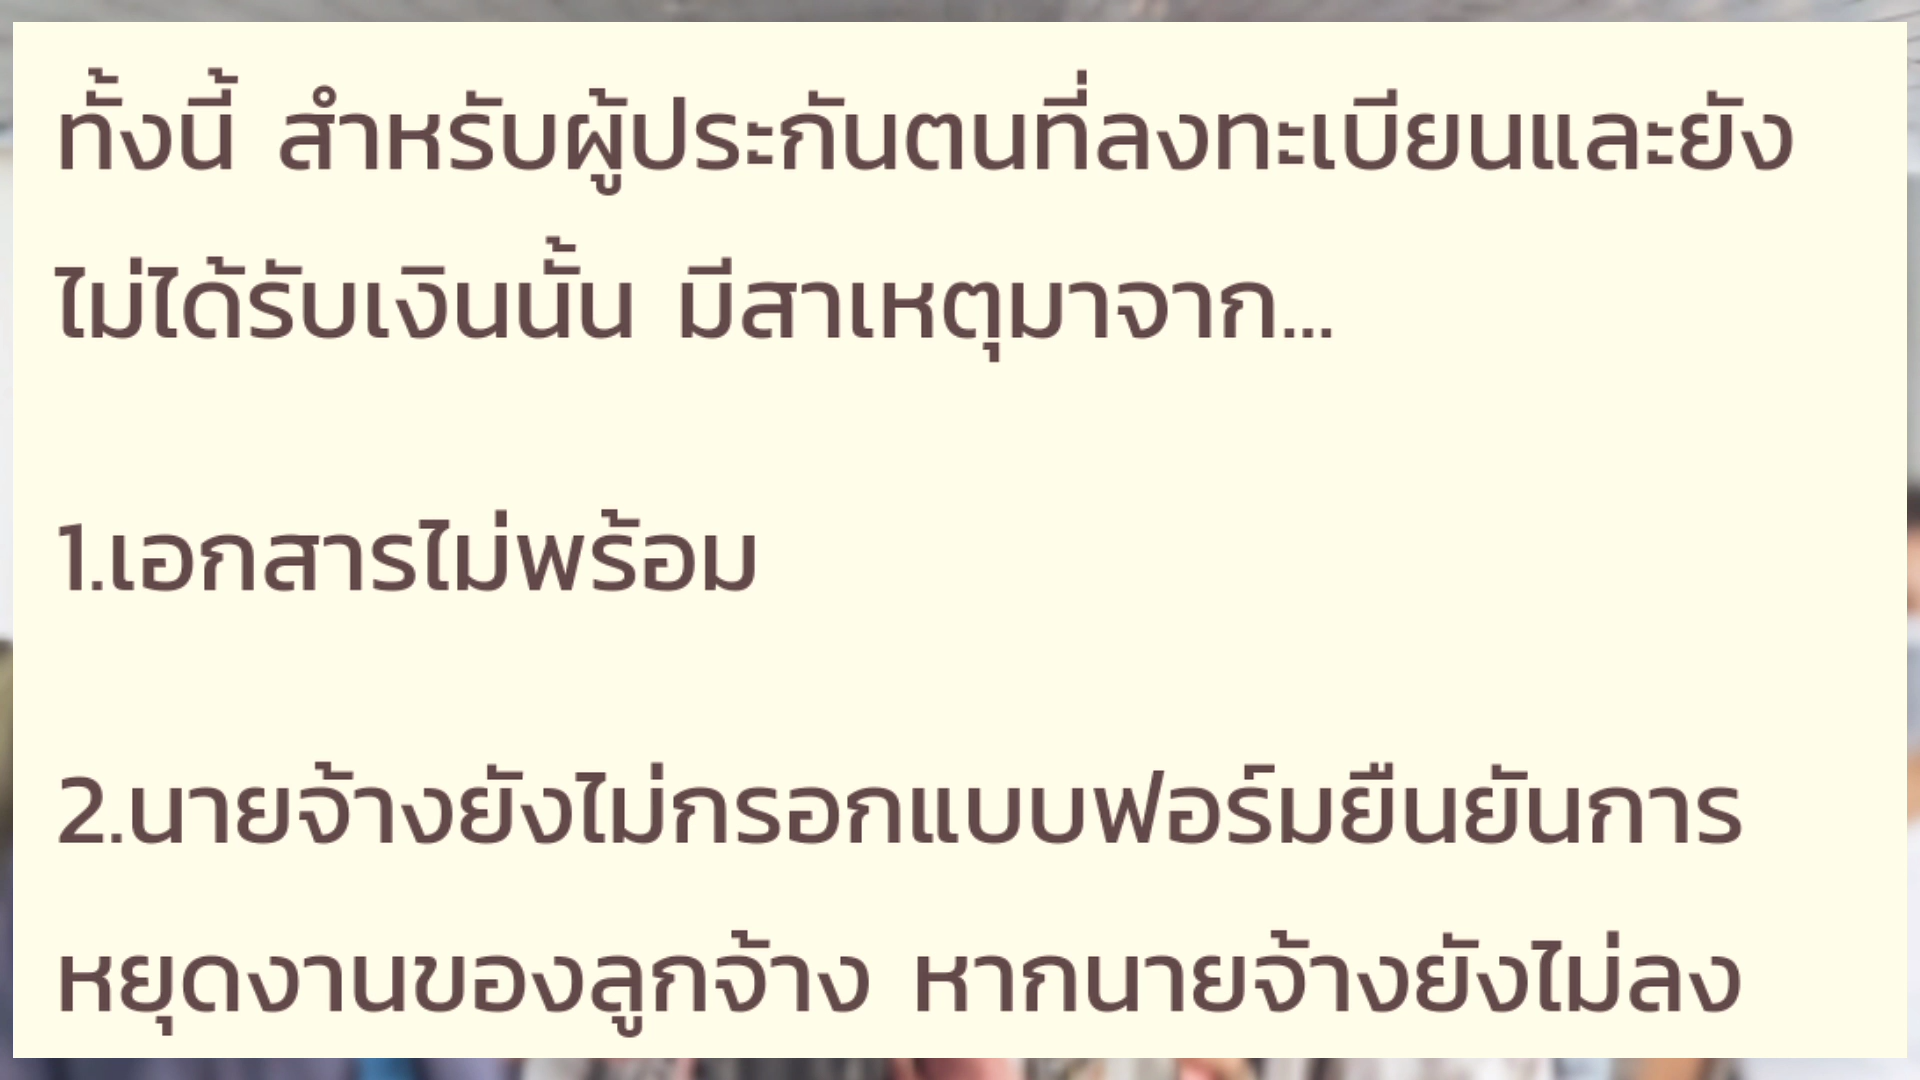 ทั้งนี้ สำหรับผู้ประกันตนที่ลงทะเบียนและยัง
ไม่ได้รับเงินนั้น มีสาเหตุมาจาก...
1.เอกสารไม่พร้อม
2.นายจ้างยังไม่กรอกแบบฟอร์มยืนยันการ
หยุดงานของลูกจ้าง หากนายจ้างยังไม่ลง